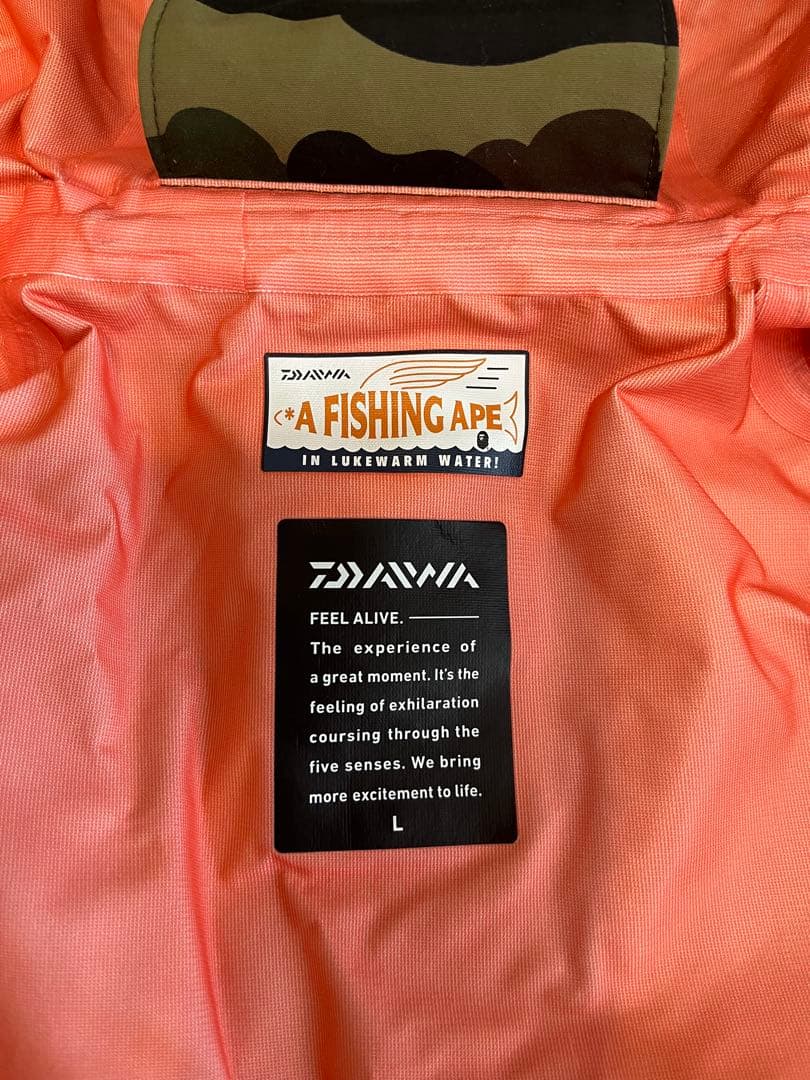 DAIWA
*A FISHING APE
IN LUKEWARM WATER!
DAIWA
FEEL ALIVE.
The experience of
a great moment. It's the
feeling of exhilaration
coursing through the
five senses. We bring
more excitement to life.
L